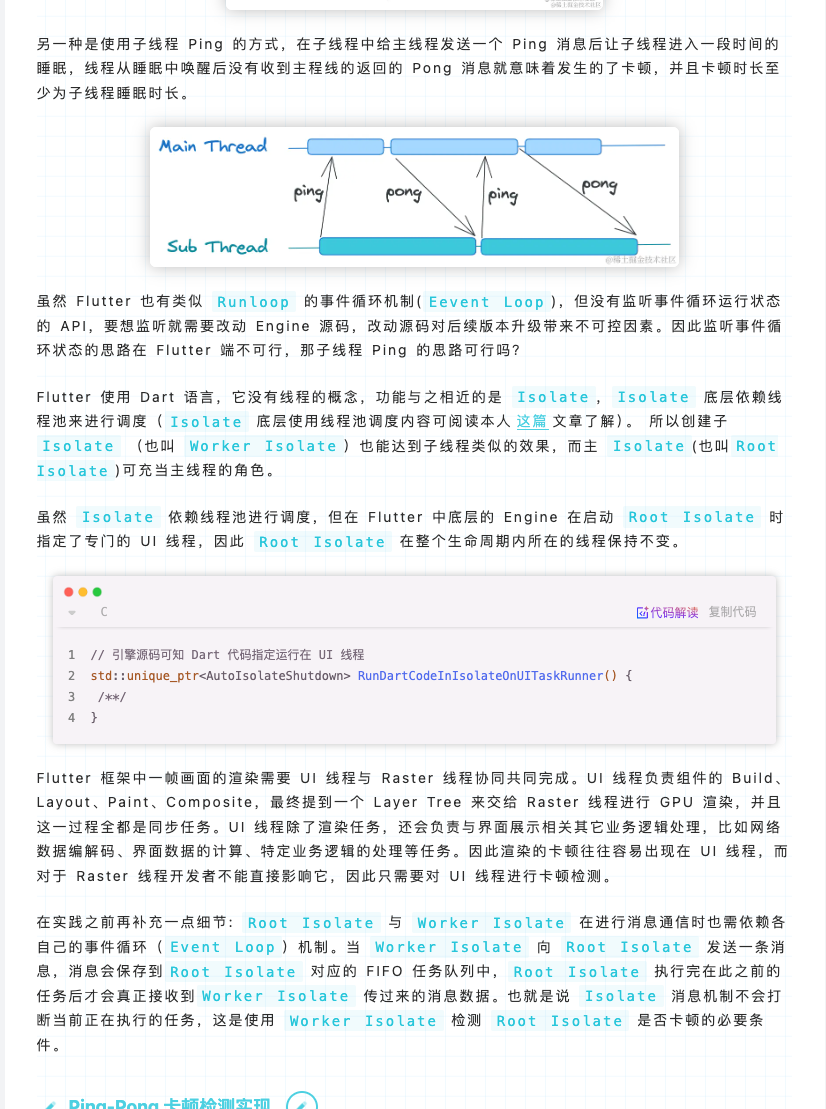 @稀土掘金技术社区
另一种是使用子线程 Ping 的方式，在子线程中给主线程发送一个 Ping 消息后让子线程进入一段时间的
睡眠，线程从睡眠中唤醒后没有收到主程线的返回的 Pong 消息就意味着发生的了卡顿，并且卡顿时长至
少为子线程睡眠时长。
Main Thread
ping
pong
ping
pong
Sub Thread
@稀土掘金技术社区
虽然 Flutter 也有类似 Runloop 的事件循环机制(Eevent Loop)，但没有监听事件循环运行状态
的 API，要想监听就需要改动 Engine 源码，改动源码对后续版本升级带来不可控因素。因此监听事件循
环状态的思路在 Flutter 端不可行，那子线程 Ping 的思路可行吗?
Flutter 使用 Dart 语言，它没有线程的概念，功能与之相近的是 Isolate，Isolate 底层依赖线
程池来进行调度（Isolate 底层使用线程池调度内容可阅读本人 这篇 文章了解）。 所以创建子
Isolate （也叫 Worker Isolate ）也能达到子线程类似的效果，而主 Isolate (也叫 Root
Isolate )可充当主线程的角色。
虽然 Isolate 依赖线程池进行调度，但在 Flutter 中底层的 Engine 在启动 Root Isolate 时
指定了专门的 UI 线程，因此 Root Isolate 在整个生命周期内所在的线程保持不变。
C
代码解读 复制代码
1 // 引擎源码可知 Dart 代码指定运行在 UI 线程
2 std::unique_ptr<AutoIsolateShutdown> RunDartCodeInIsolateOnUITaskRunner() {
3 /**/
4 }
Flutter 框架中一帧画面的渲染需要 UI 线程与 Raster 线程协同共同完成。UI 线程负责组件的 Build、
Layout、Paint、Composite，最终提到一个 Layer Tree 来交给 Raster 线程进行 GPU 渲染，并且
这一过程全都是同步任务。UI 线程除了渲染任务，还会负责与界面展示相关其它业务逻辑处理，比如网络
数据编解码、界面数据的计算、特定业务逻辑的处理等任务。因此渲染的卡顿往往容易出现在 UI 线程，而
对于 Raster 线程开发者不能直接影响它，因此只需要对 UI 线程进行卡顿检测。
在实践之前再补充一点细节： Root Isolate 与 Worker Isolate 在进行消息通信时也需依赖各
自己的事件循环（Event Loop）机制。当 Worker Isolate 向 Root Isolate 发送一条消
息，消息会保存到 Root Isolate 对应的 FIFO 任务队列中， Root Isolate 执行完在此之前的
任务后才会真正接收到 Worker Isolate 传过来的消息数据。也就是说 Isolate 消息机制不会打
断当前正在执行的任务，这是使用 Worker Isolate 检测 Root Isolate 是否卡顿的必要条
件。
Ping-Pong 卡顿检测实现